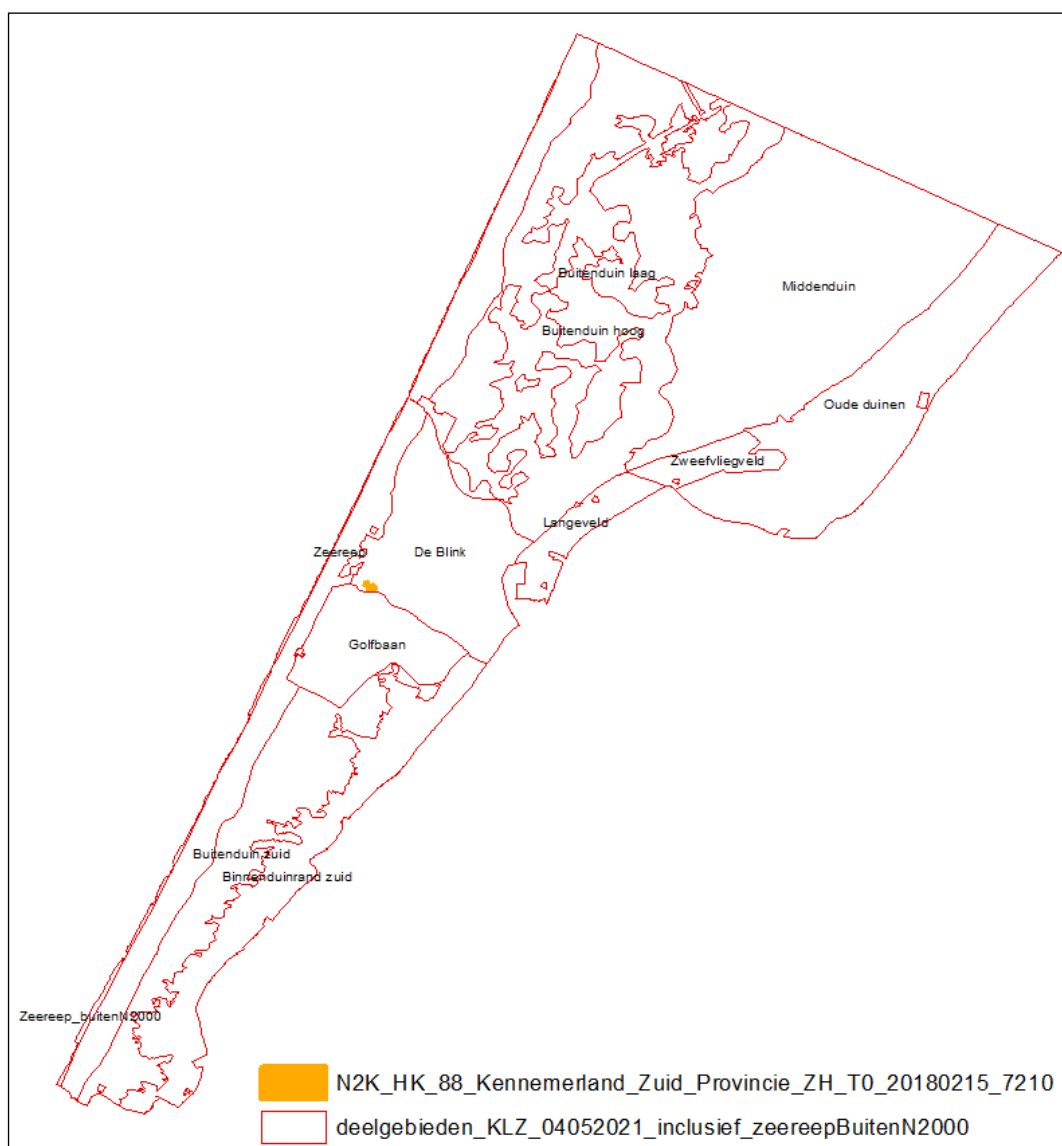 Buitenduin laag
Middenduin
Buitenduin hoog
Oude duinen
Zweefvliegveld
Langeveld
Zeereep
De Blink
Golfbaan
Buitenduin zuid
Binnenduinrand zuid
Zeereep_buitenN2000
N2K_HK_88_Kennemerland_Zuid_Provincie_ZH_T0_20180215_7210
deelgebieden_KLZ_04052021_inclusief_zeereepBuitenN2000